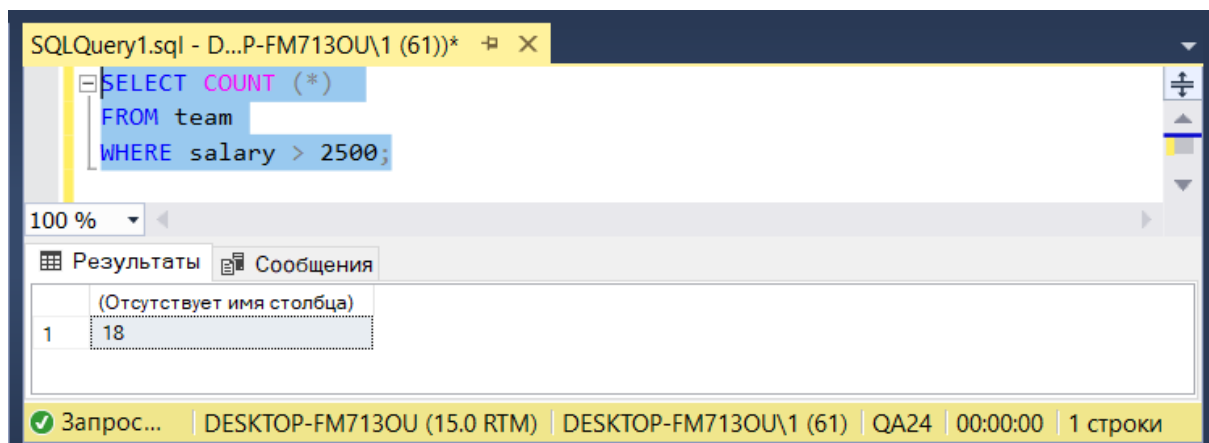 SQLQuery1.sql - D...P-FM713OU\1 (61))*
SELECT COUNT (*)
FROM team
WHERE salary > 2500;
100 %
Результаты Сообщения
(Отсутствует имя столбца)
1 18
Запрос... DESKTOP-FM713OU (15.0 RTM) DESKTOP-FM713OU\1 (61) QA24 00:00:00 1 строки